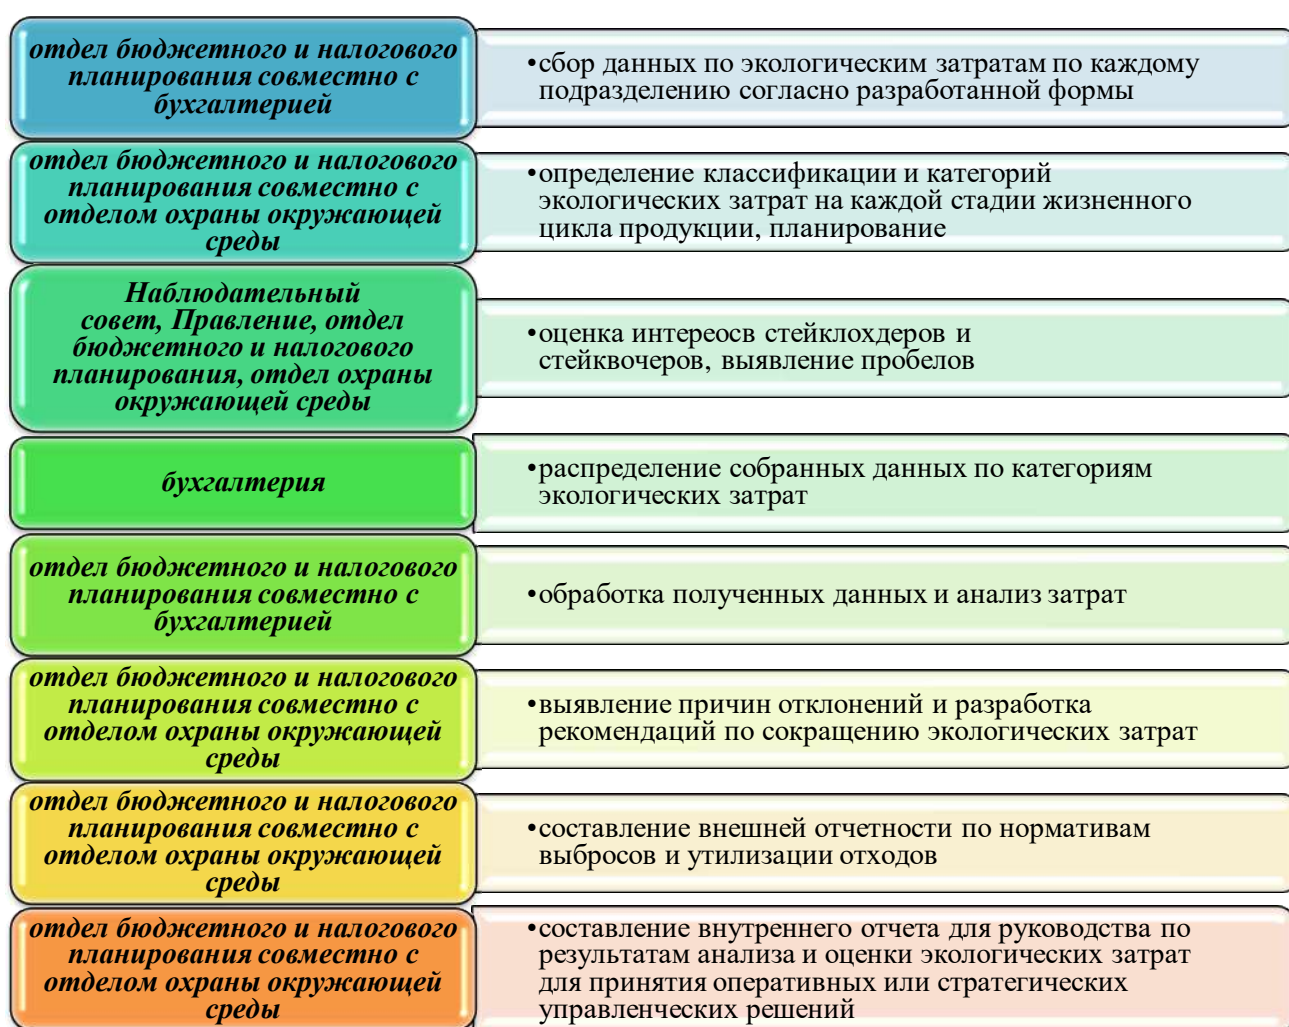 отдел бюджетного и налогового
планирования совместно с
бухгалтерией
•сбор данных по экологическим затратам по каждому
подразделению согласно разработанной формы
отдел бюджетного и налогового
планирования совместно с
отделом охраны окружающей
среды
•определение классификации и категорий
экологических затрат на каждой стадии жизненного
цикла продукции, планирование
Наблюдательный
совет, Правление, отдел
бюджетного и налогового
планирования, отдел охраны
окружающей среды
•оценка интереосв стейклохдеров и
стейквочеров, выявление пробелов
бухгалтерия
•распределение собранных данных по категориям
экологических затрат
отдел бюджетного и налогового
планирования совместно с
бухгалтерией
•обработка полученных данных и анализ затрат
отдел бюджетного и налогового
планирования совместно с
отделом охраны окружающей
среды
•выявление причин отклонений и разработка
рекомендаций по сокращению экологических затрат
отдел бюджетного и налогового
планирования совместно с
отделом охраны окружающей
среды
•составление внешней отчетности по нормативам
выбросов и утилизации отходов
отдел бюджетного и налогового
планирования совместно с
отделом охраны окружающей
среды
•составление внутреннего отчета для руководства по
результатам анализа и оценки экологических затрат
для принятия оперативных или стратегических
управленческих решений